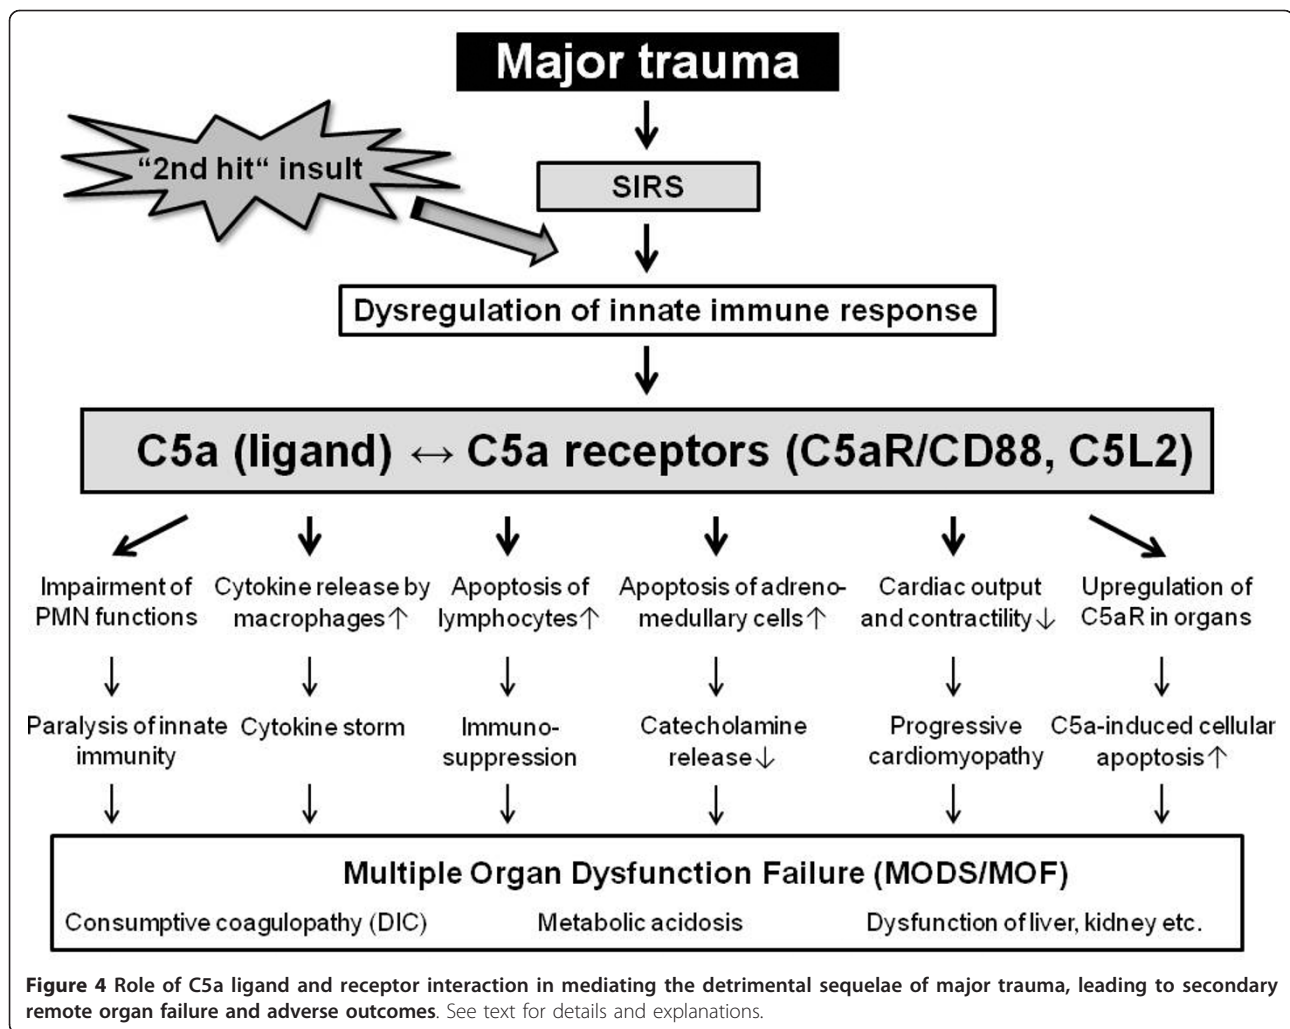 Major trauma
“2nd hit“ insult
SIRS
Dysregulation of innate immune response
C5a (ligand) ↔ C5a receptors (C5aR/CD88, C5L2)
Impairment of
PMN functions
Cytokine release by
macrophages↑
Apoptosis of
lymphocytes↑
Apoptosis of adreno-
medullary cells↑
Cardiac output
and contractility↓
Upregulation of
C5aR in organs
Paralysis of innate
immunity
Cytokine storm
Immuno-
suppression
Catecholamine
release↓
Progressive
cardiomyopathy
C5a-induced cellular
apoptosis↑
Multiple Organ Dysfunction Failure (MODS/MOF)
Consumptive coagulopathy (DIC) Metabolic acidosis Dysfunction of liver, kidney etc.
Figure 4 Role of C5a ligand and receptor interaction in mediating the detrimental sequelae of major trauma, leading to secondary
remote organ failure and adverse outcomes. See text for details and explanations.